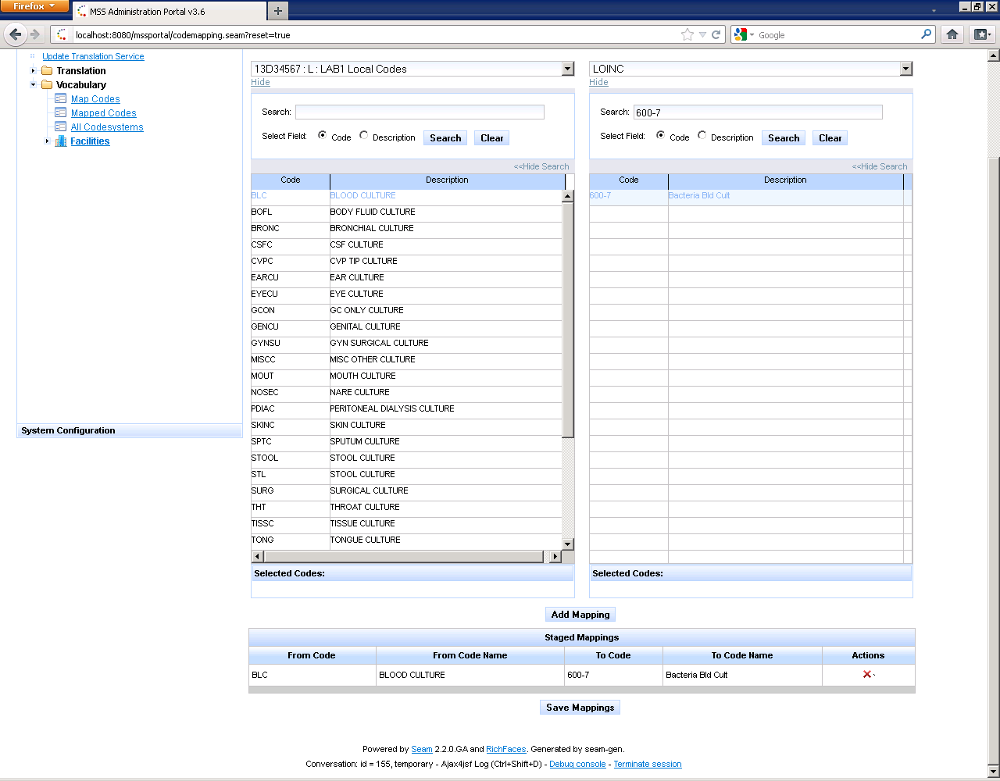 Firefox
MSS Administration Portal v3.6
localhost:8080/mssportal/codemapping.seam?reset=true
Google
Update Translation Service
Translation
Vocabulary
Map Codes
Mapped Codes
All Codesystems
Facilities
System Configuration
13D34567 : L : LAB1 Local Codes
Hide
Search:
Select Field: Code Description Search Clear
<<Hide Search
Code Description
BLC BLOOD CULTURE
BOFL BODY FLUID CULTURE
BRONC BRONCHIAL CULTURE
CSFC CSF CULTURE
CVPC CVP TIP CULTURE
EARCU EAR CULTURE
EYECU EYE CULTURE
GCON GC ONLY CULTURE
GENCU GENITAL CULTURE
GYNSU GYN SURGICAL CULTURE
MISCC MISC OTHER CULTURE
MOUT MOUTH CULTURE
NOSEC NARE CULTURE
PDIAC PERITONEAL DIALYSIS CULTURE
SKINC SKIN CULTURE
SPTC SPUTUM CULTURE
STOOL STOOL CULTURE
STL STOOL CULTURE
SURG SURGICAL CULTURE
THT THROAT CULTURE
TISSC TISSUE CULTURE
TONG TONGUE CULTURE
Selected Codes:
LOINC
Hide
Search: 600-7
Select Field: Code Description Search Clear
<<Hide Search
Code Description
600-7 Bacteria Bld Cult
Selected Codes:
Add Mapping
Staged Mappings
From Code From Code Name To Code To Code Name Actions
BLC BLOOD CULTURE 600-7 Bacteria Bld Cult
Save Mappings
Powered by Seam 2.2.0.GA and RichFaces. Generated by seam-gen.
Conversation: id = 155, temporary - Ajax4jsf Log (Ctrl+Shift+D) - Debug console - Terminate session